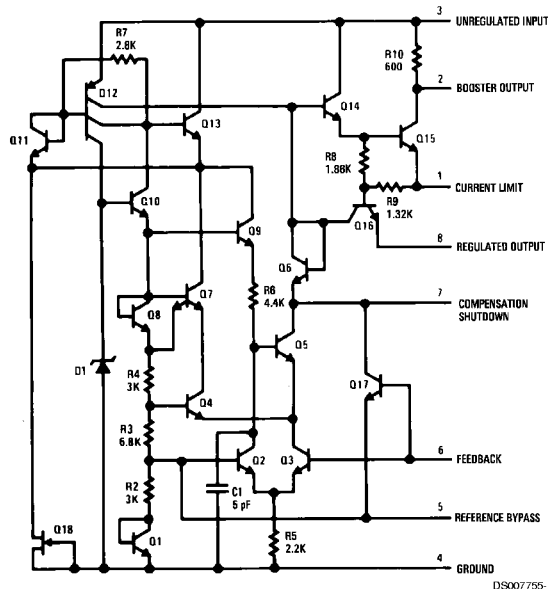 R7
2.8K
3
UNREGULATED INPUT
R10
600
2
BOOSTER OUTPUT
Q12
Q14
Q13
Q15
Q11
R8
1.88K
1
CURRENT LIMIT
R9
1.32K
Q10
Q9
Q16
8
REGULATED OUTPUT
Q6
R6
4.4K
7
COMPENSATION
SHUTDOWN
Q8
Q7
Q5
D1
R4
3K
Q17
Q4
R3
6.8K
6
FEEDBACK
Q2
Q3
R2
3K
C1
5 pF
5
REFERENCE BYPASS
Q18
Q1
R5
2.2K
4
GROUND
DS007755-